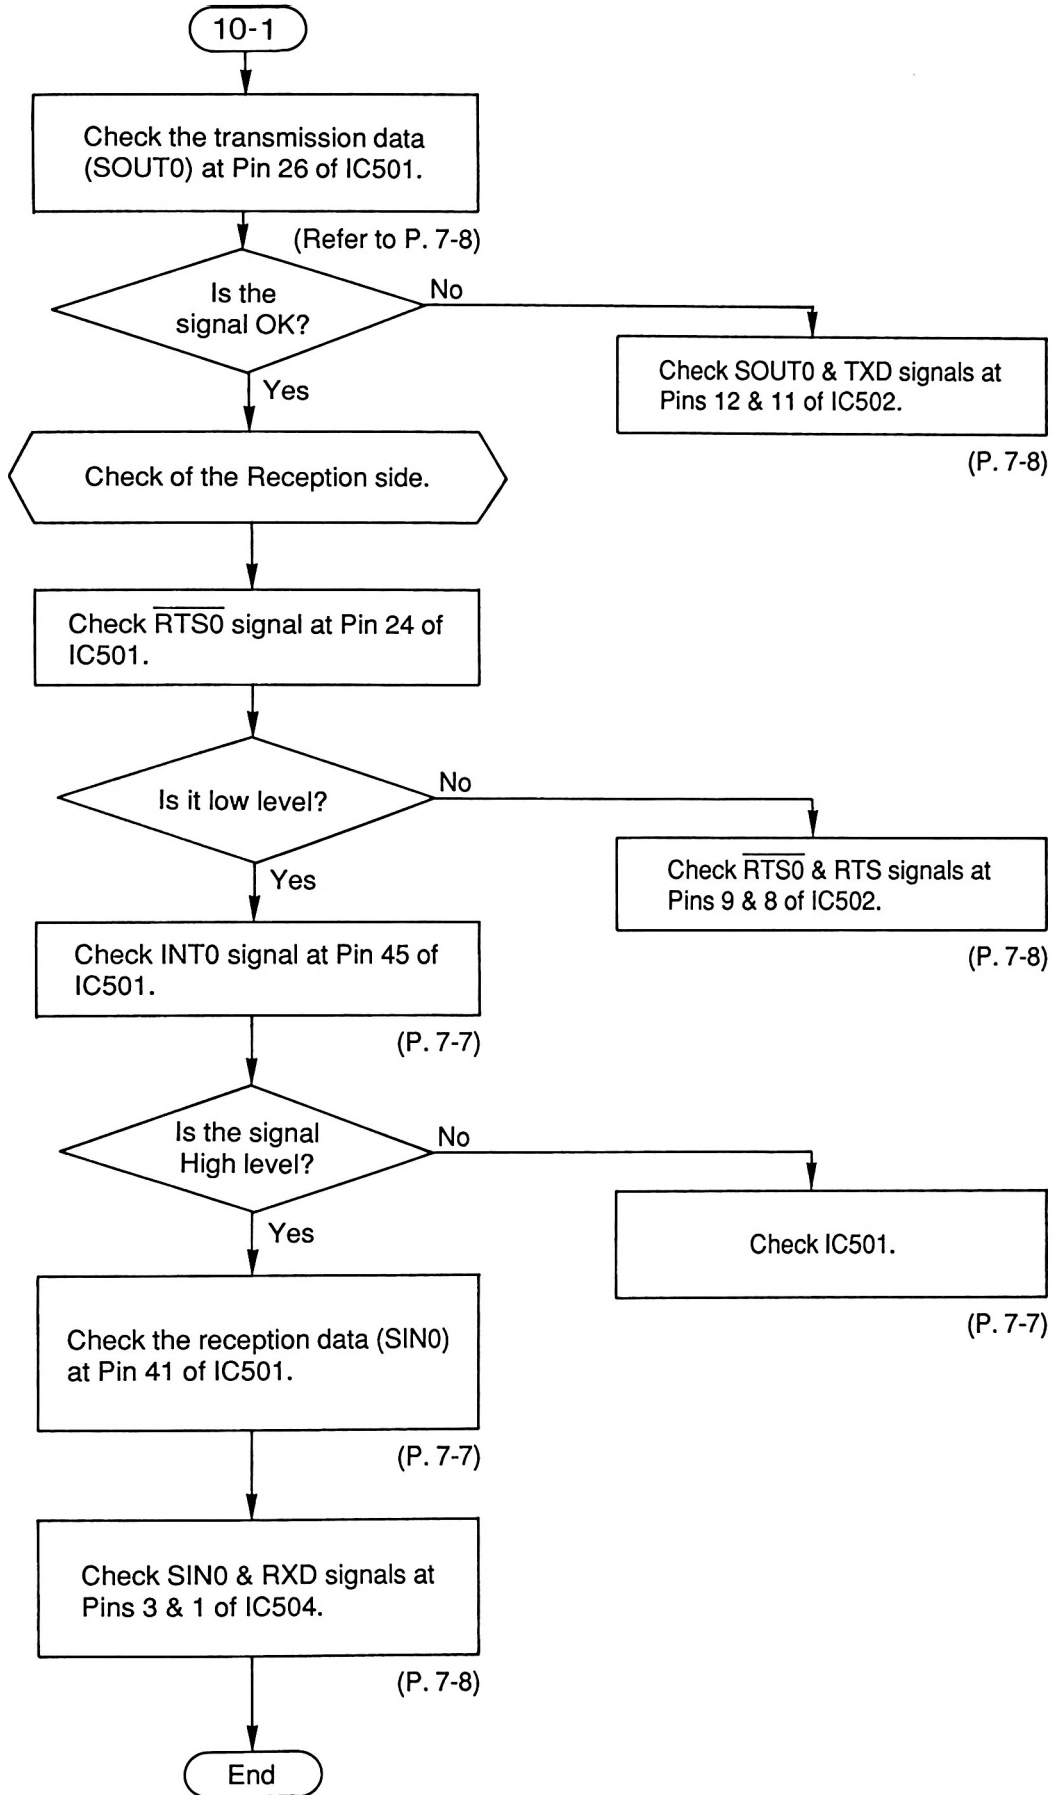 10-1
Check the transmission data
(SOUT0) at Pin 26 of IC501.
(Refer to P. 7-8)
Is the
signal OK?
No
Check SOUT0 & TXD signals at
Pins 12 & 11 of IC502.
(P. 7-8)
Yes
Check of the Reception side.
Check R̅T̅S̅0̅ signal at Pin 24 of
IC501.
Is it low level?
No
Check R̅T̅S̅0̅ & RTS signals at
Pins 9 & 8 of IC502.
(P. 7-8)
Yes
Check INT0 signal at Pin 45 of
IC501.
(P. 7-7)
Is the signal
High level?
No
Check IC501.
(P. 7-7)
Yes
Check the reception data (SIN0)
at Pin 41 of IC501.
(P. 7-7)
Check SIN0 & RXD signals at
Pins 3 & 1 of IC504.
(P. 7-8)
End